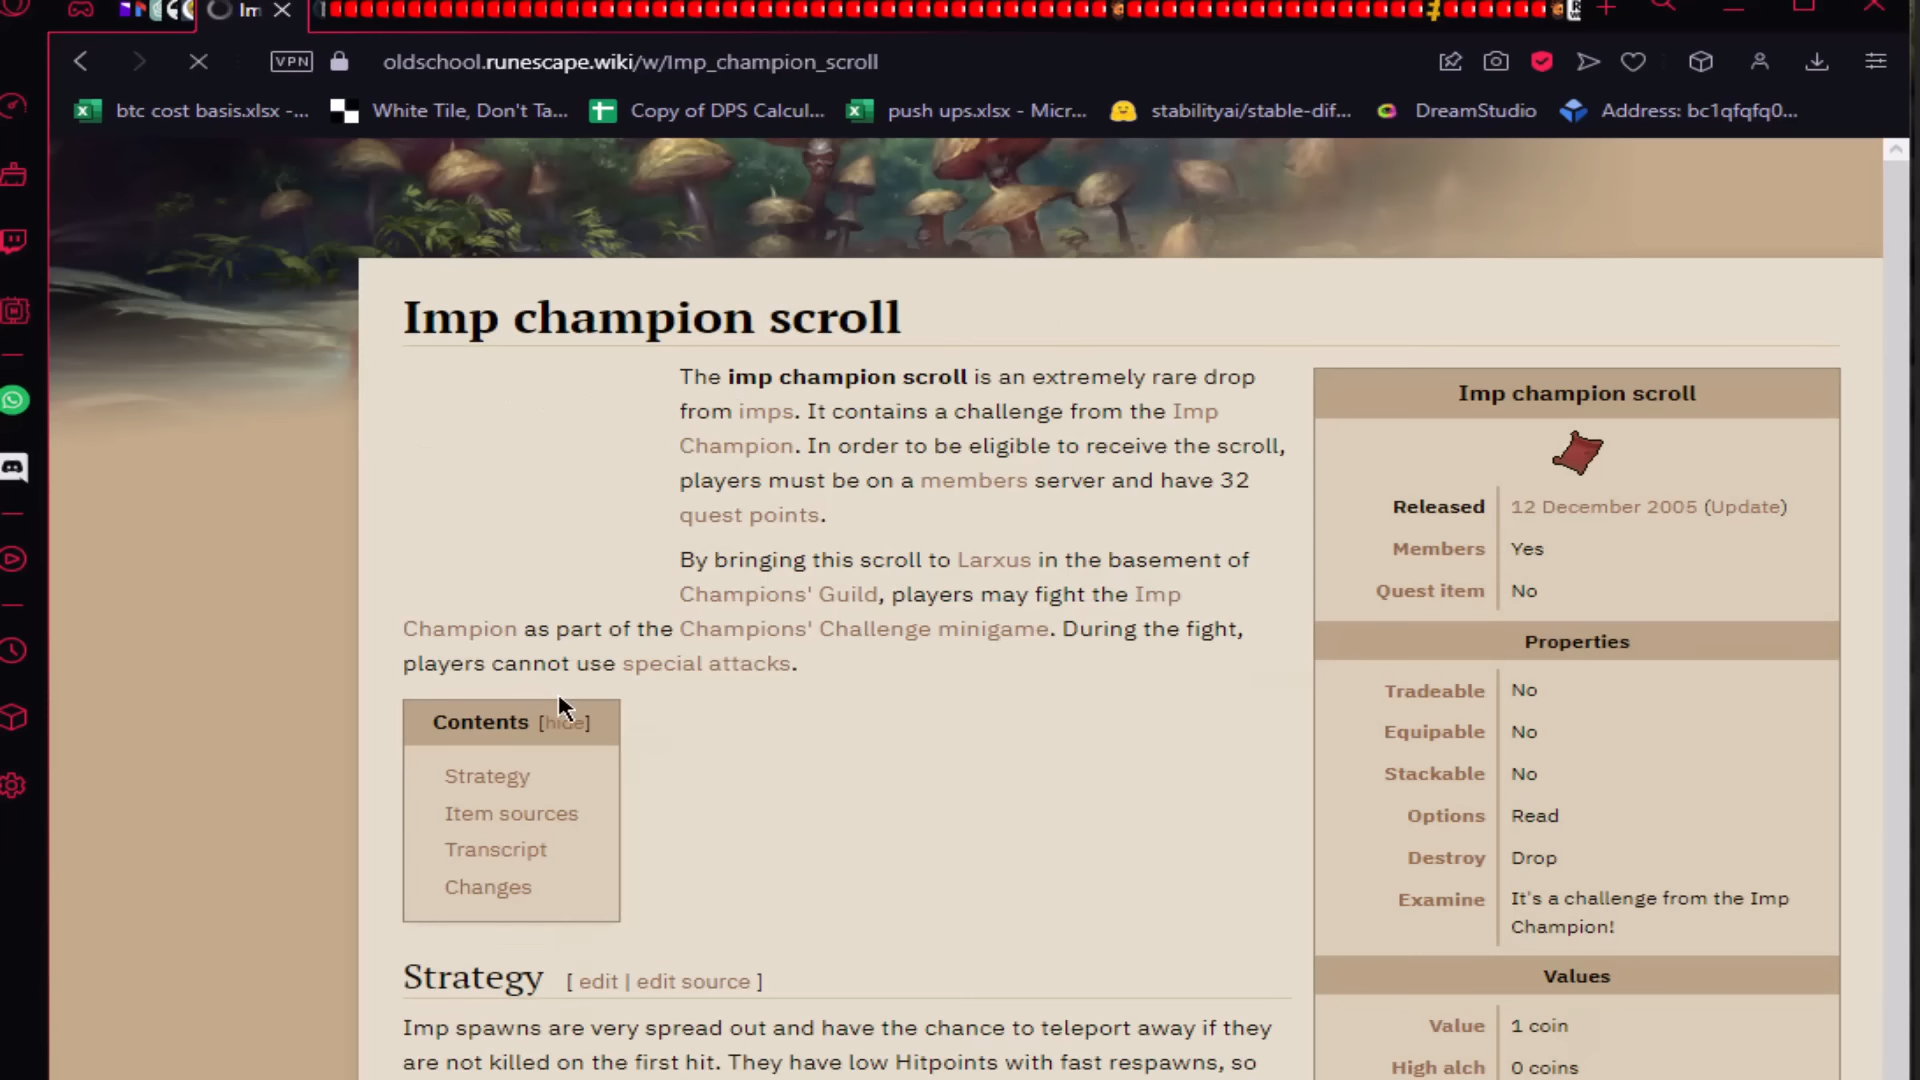 Im
VPN
oldschool.runescape.wiki/w/Imp_champion_scroll
btc cost basis.xlsx -...
White Tile, Don't Ta...
Copy of DPS Calcul...
push ups.xlsx - Micr...
stabilityai/stable-dif...
DreamStudio
Address: bc1qfqfq0...
Imp champion scroll
The imp champion scroll is an extremely rare drop
from imps. It contains a challenge from the Imp
Champion. In order to be eligible to receive the scroll,
players must be on a members server and have 32
quest points.
By bringing this scroll to Larxus in the basement of
Champions' Guild, players may fight the Imp
Champion as part of the Champions' Challenge minigame. During the fight,
players cannot use special attacks.
Contents [hide]
Strategy
Item sources
Transcript
Changes
Strategy [ edit | edit source ]
Imp spawns are very spread out and have the chance to teleport away if they
are not killed on the first hit. They have low Hitpoints with fast respawns, so
Imp champion scroll
Released 12 December 2005 (Update)
Members Yes
Quest item No
Properties
Tradeable No
Equipable No
Stackable No
Options Read
Destroy Drop
Examine It's a challenge from the Imp
Champion!
Values
Value 1 coin
High alch 0 coins